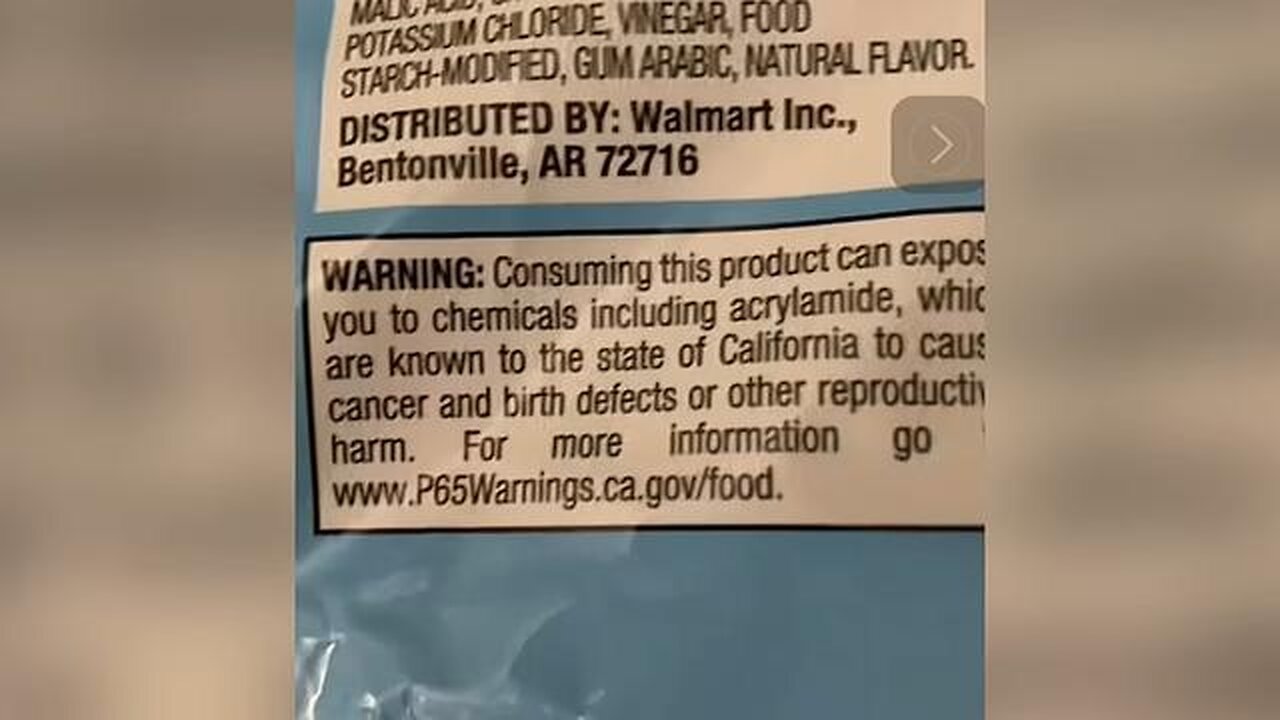 MALIC ACID,
POTASSIUM CHLORIDE, VINEGAR, FOOD
STARCH-MODIFIED, GUM ARABIC, NATURAL FLAVOR.
DISTRIBUTED BY: Walmart Inc.,
Bentonville, AR 72716
WARNING: Consuming this product can expos
you to chemicals including acrylamide, whic
are known to the state of California to caus
cancer and birth defects or other reproductiv
harm. For more information go
www.P65Warnings.ca.gov/food.